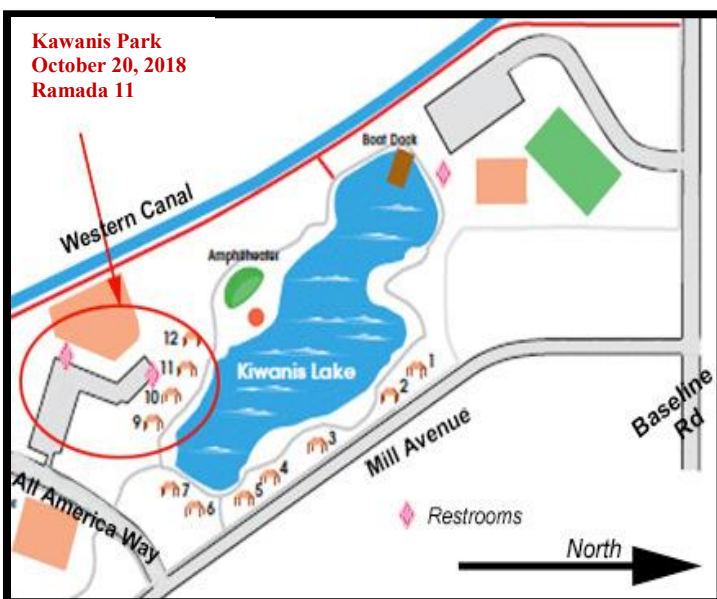 Kawanis Park
October 20, 2018
Ramada 11
Boat Dock
Western Canal
Amphitheater
12
11
10
9
Kiwanis Lake
1
2
3
4
5
6
7
Mill Avenue
Baseline
Rd
All America Way
Restrooms
North